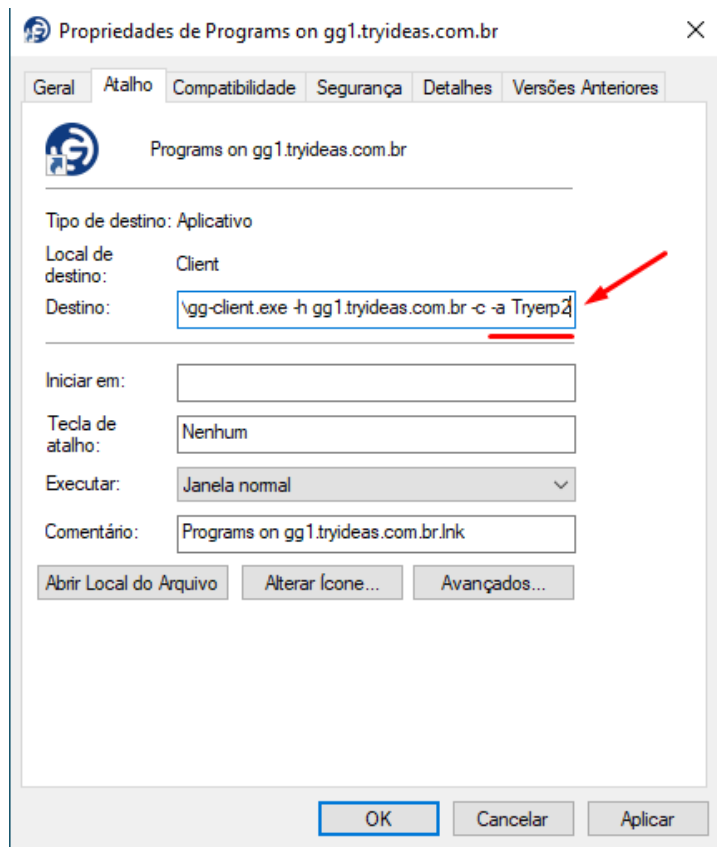 Propriedades de Programs on gg1.tryideas.com.br
Geral Atalho Compatibilidade Segurança Detalhes Versões Anteriores
Programs on gg1.tryideas.com.br
Tipo de destino: Aplicativo
Local de destino: Client
Destino: \gg-client.exe -h gg1.tryideas.com.br -c -a Tryerp2
Iniciar em:
Tecla de atalho: Nenhum
Executar: Janela normal
Comentário: Programs on gg1.tryideas.com.br.lnk
Abrir Local do Arquivo Alterar Ícone... Avançados...
OK Cancelar Aplicar